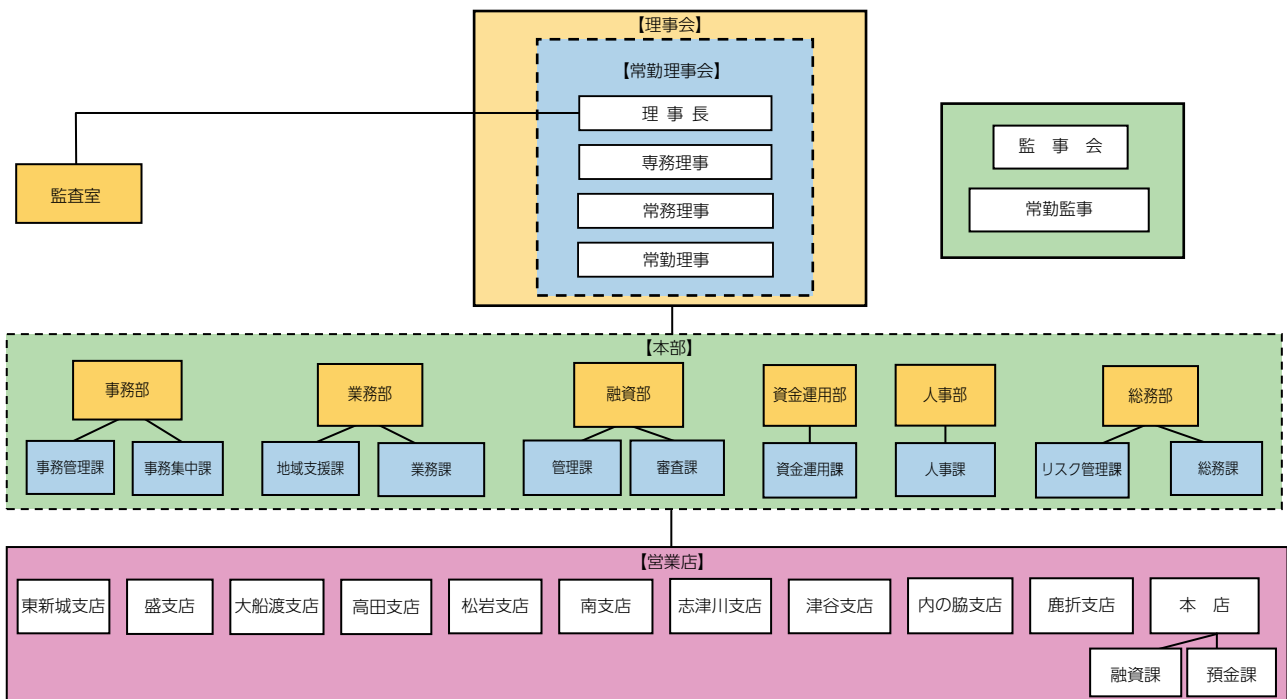 【理事会】
【常勤理事会】
理 事 長
専務理事
常務理事
常勤理事
監 事 会
常勤監事
監査室
【本部】
事務部
業務部
融資部
資金運用部
人事部
総務部
事務管理課
事務集中課
地域支援課
業務課
管理課
審査課
資金運用課
人事課
リスク管理課
総務課
【営業店】
東新城支店
盛支店
大船渡支店
高田支店
松岩支店
南支店
志津川支店
津谷支店
内の脇支店
鹿折支店
本 店
融資課
預金課